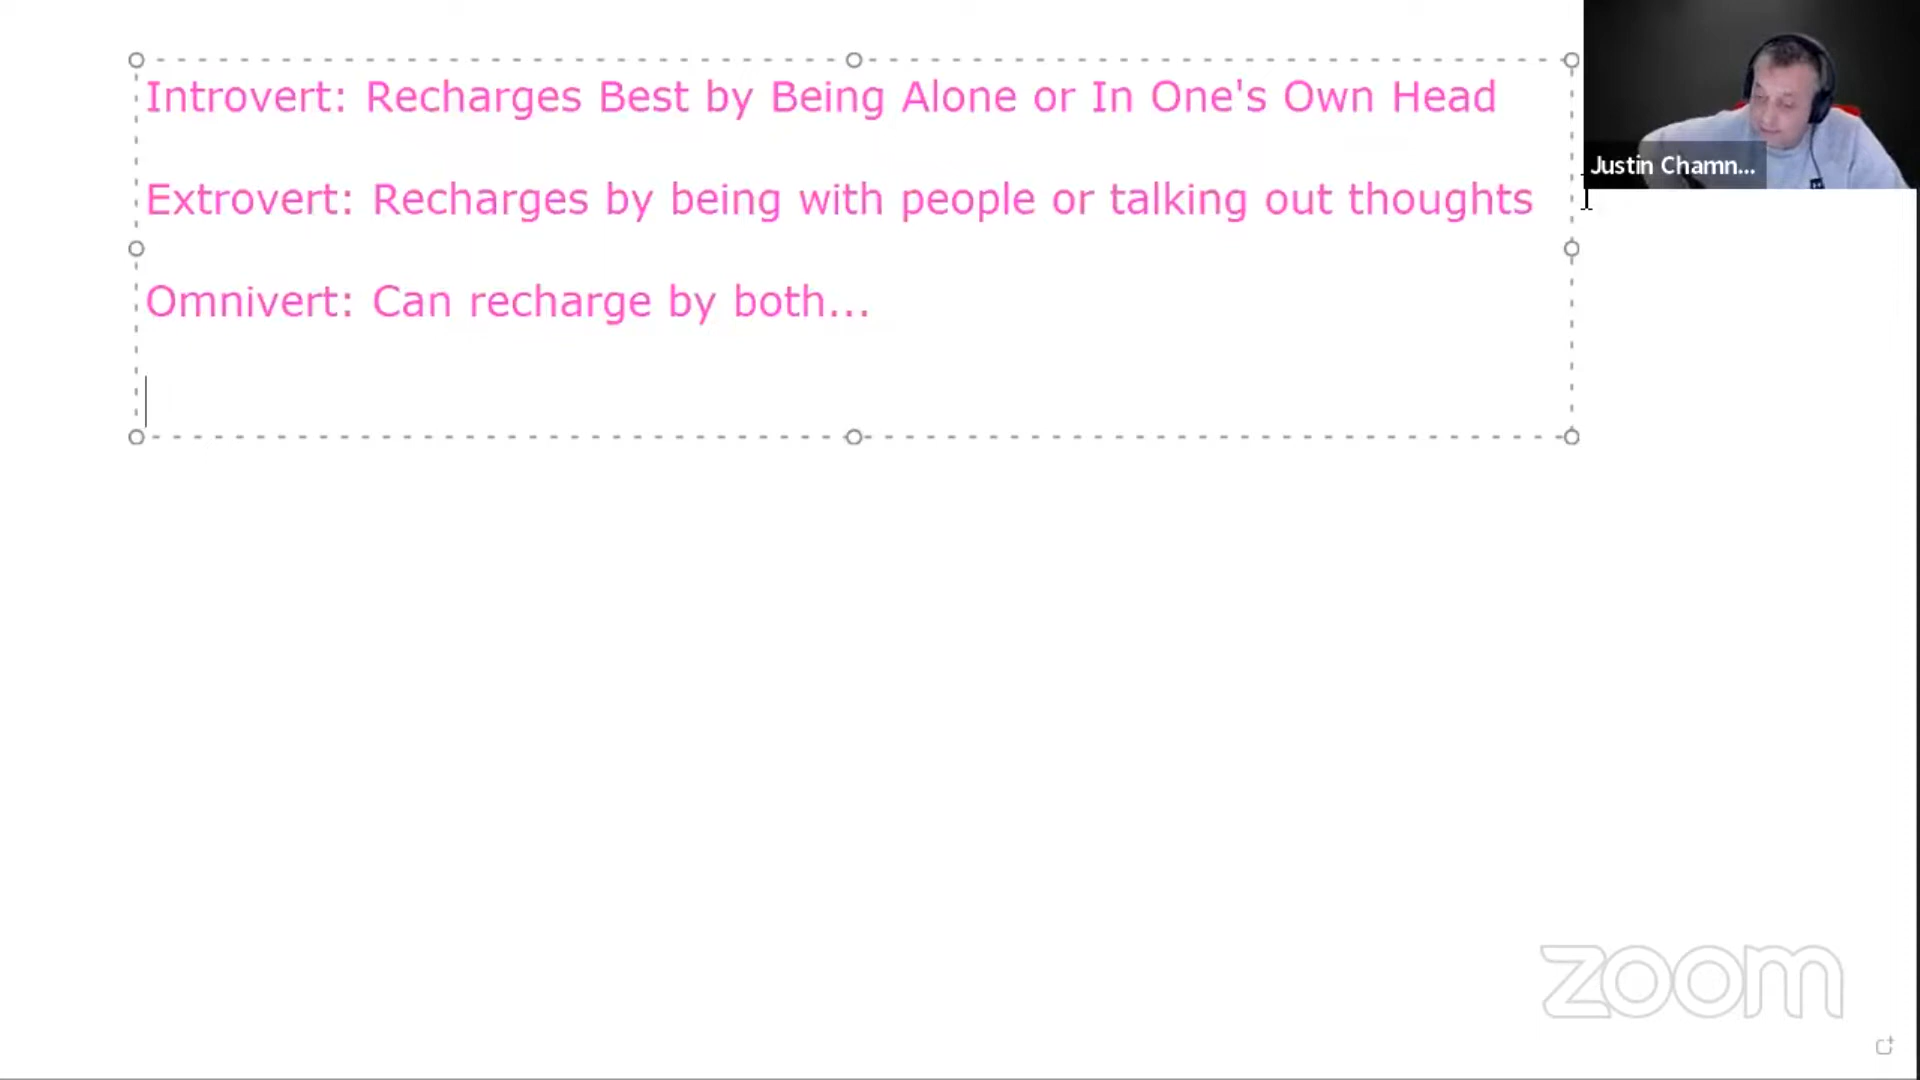 Introvert: Recharges Best by Being Alone or In One's Own Head
Justin Chamn...
Extrovert: Recharges by being with people or talking out thoughts
Omnivert: Can recharge by both...
zoom